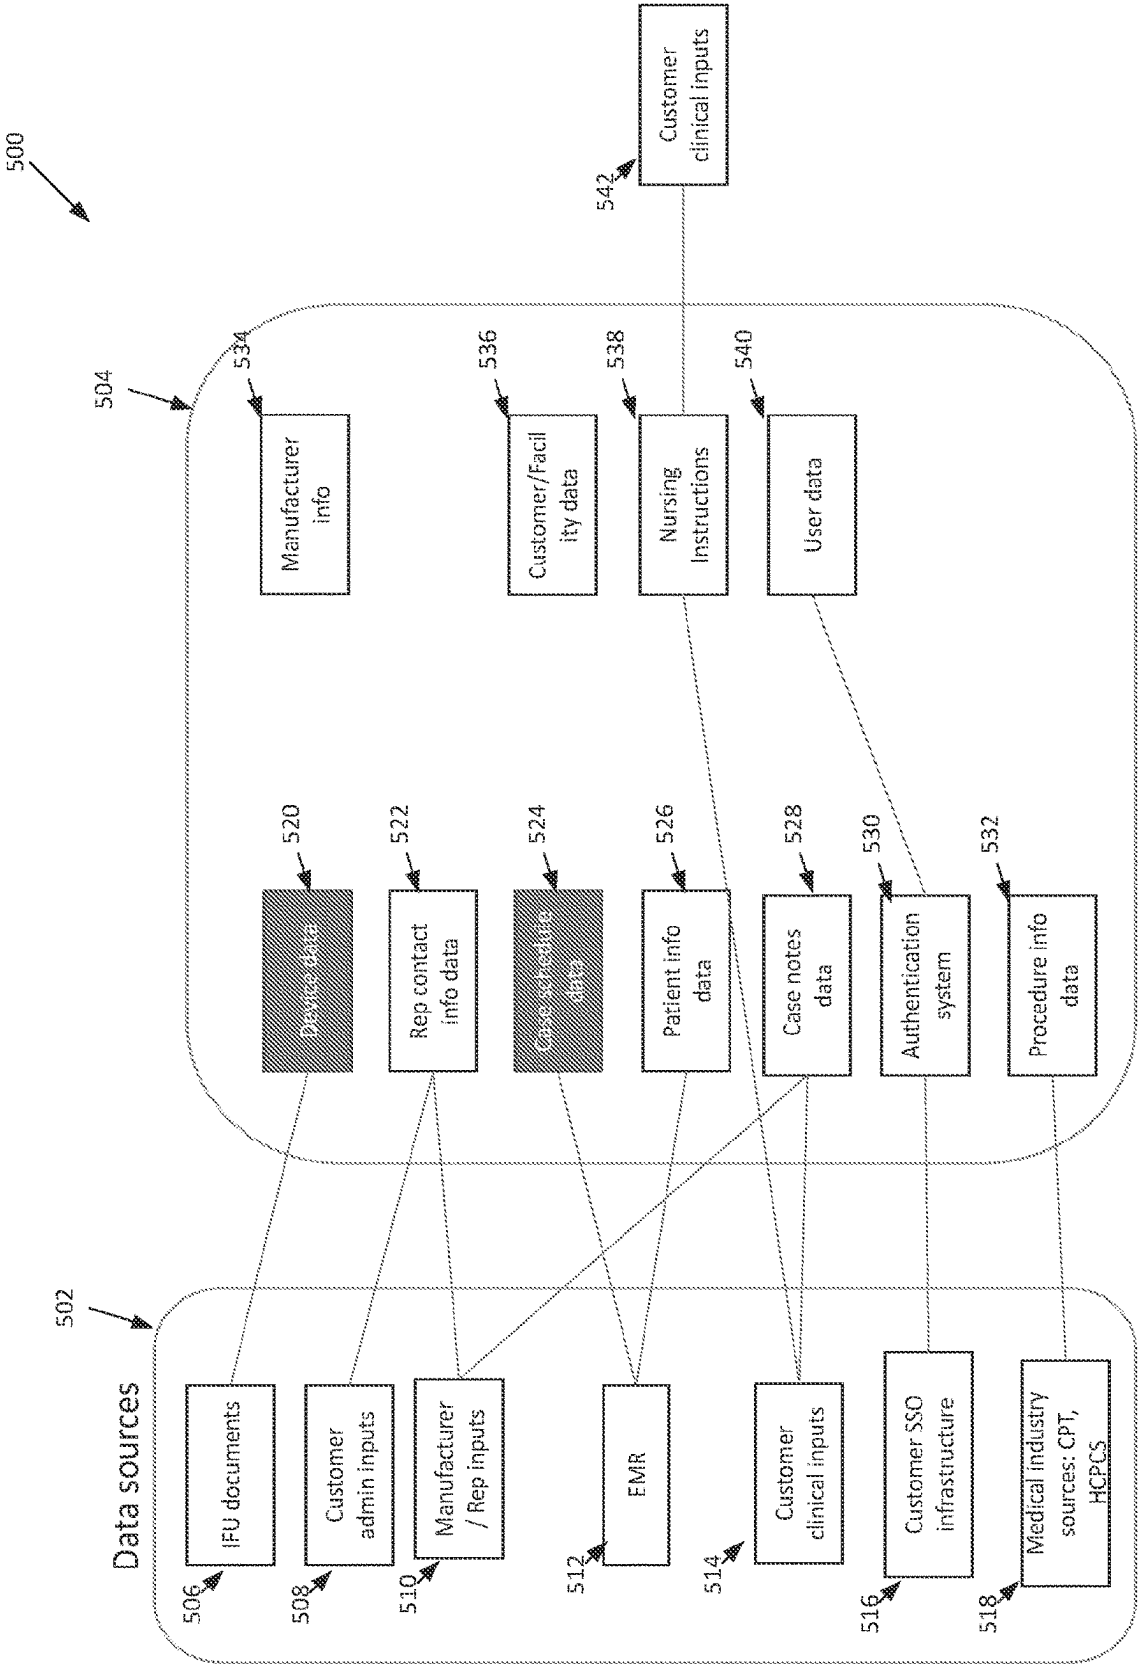 500
Data sources
502
504
506
IFU documents
508
Customer
admin inputs
510
Manufacturer
/ Rep inputs
512
EMR
514
Customer
clinical inputs
516
Customer SSO
infrastructure
518
Medical industry
sources: CPT,
HCPCS
520
Device data
522
Rep contact
info data
524
Case schedule
data
526
Patient info
data
528
Case notes
data
530
Authentication
system
532
Procedure info
data
534
Manufacturer
info
536
Customer/Facil
ity data
538
Nursing
Instructions
540
User data
542
Customer
clinical inputs